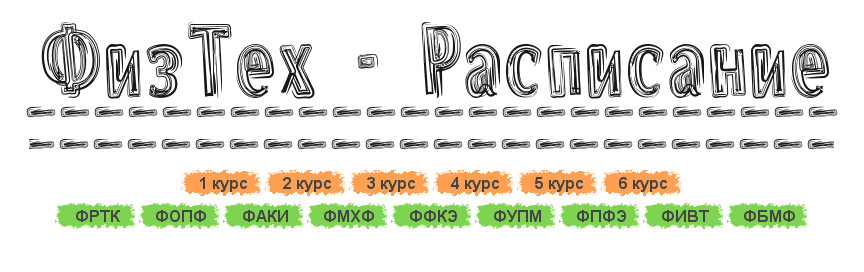 ФизТех - Расписание
1 курс 2 курс 3 курс 4 курс 5 курс 6 курс
ФРТК ФОПФ ФАКИ ФМХФ ФФКЭ ФУПМ ФПФЭ ФИВТ ФБМФ